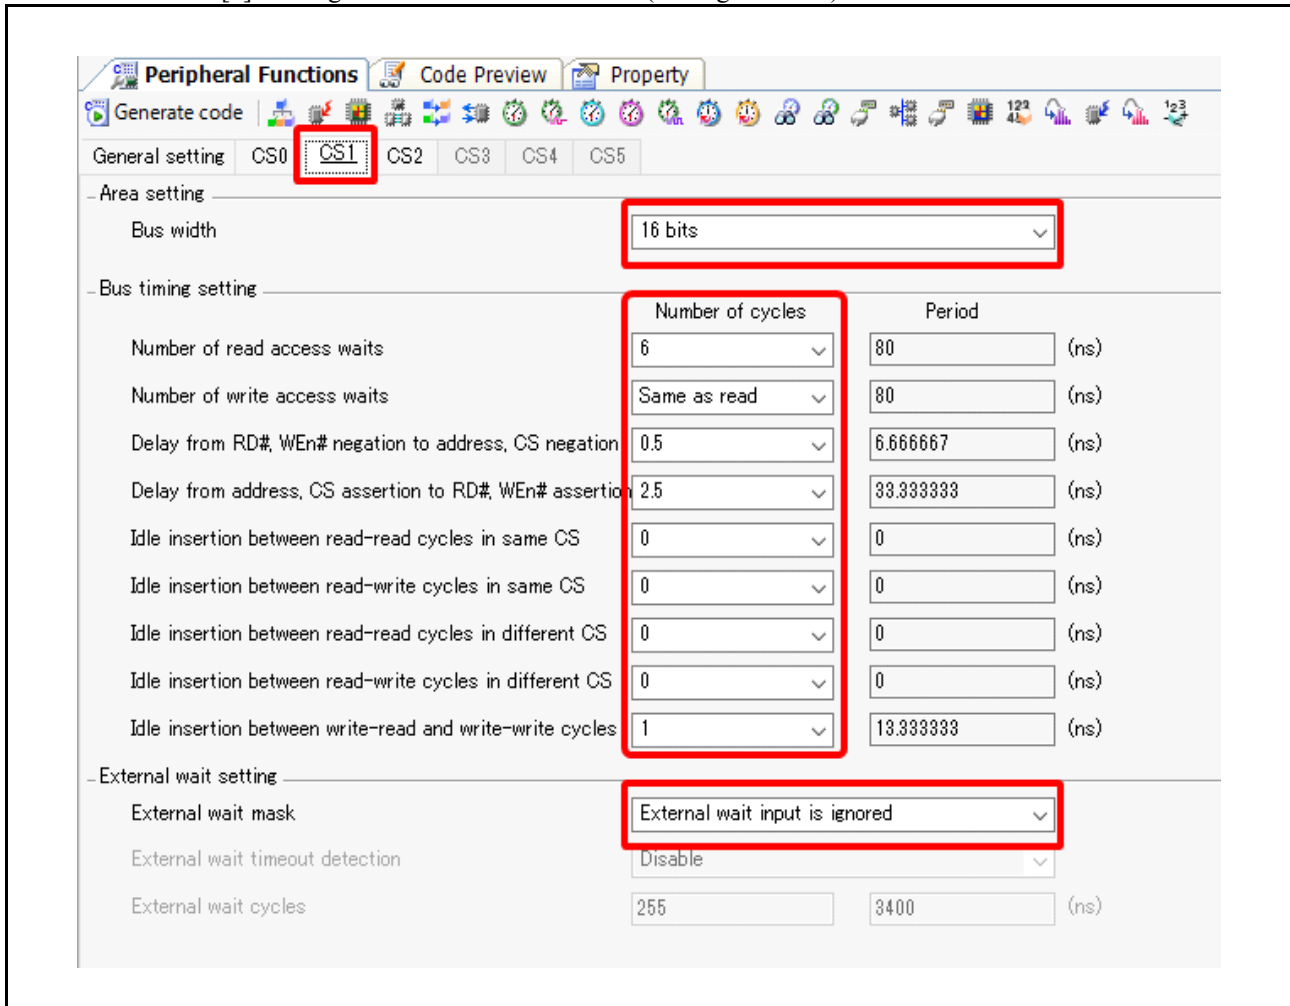 Peripheral Functions Code Preview Property
Generate code
General setting CS0 CS1 CS2 CS3 CS4 CS5
Area setting
Bus width 16 bits
Bus timing setting
Number of cycles Period
Number of read access waits 6 80 (ns)
Number of write access waits Same as read 80 (ns)
Delay from RD#, WEn# negation to address, CS negation 0.5 6.666667 (ns)
Delay from address, CS assertion to RD#, WEn# assertion 2.5 33.333333 (ns)
Idle insertion between read-read cycles in same CS 0 0 (ns)
Idle insertion between read-write cycles in same CS 0 0 (ns)
Idle insertion between read-read cycles in different CS 0 0 (ns)
Idle insertion between read-write cycles in different CS 0 0 (ns)
Idle insertion between write-read and write-write cycles 1 13.333333 (ns)
External wait setting
External wait mask External wait input is ignored
External wait timeout detection Disable
External wait cycles 255 3400 (ns)